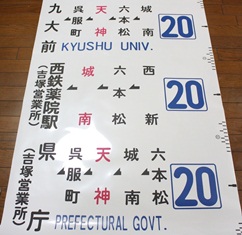 九大前
呉服町
天神
六本松
城南
20
KYUSHU UNIV.
西鉄薬院駅
(吉塚営業所)
城南
六本松
西新
20
県庁
(吉塚営業所)
呉服町
天神
六本松
城南
20
PREFECTURAL GOVT.